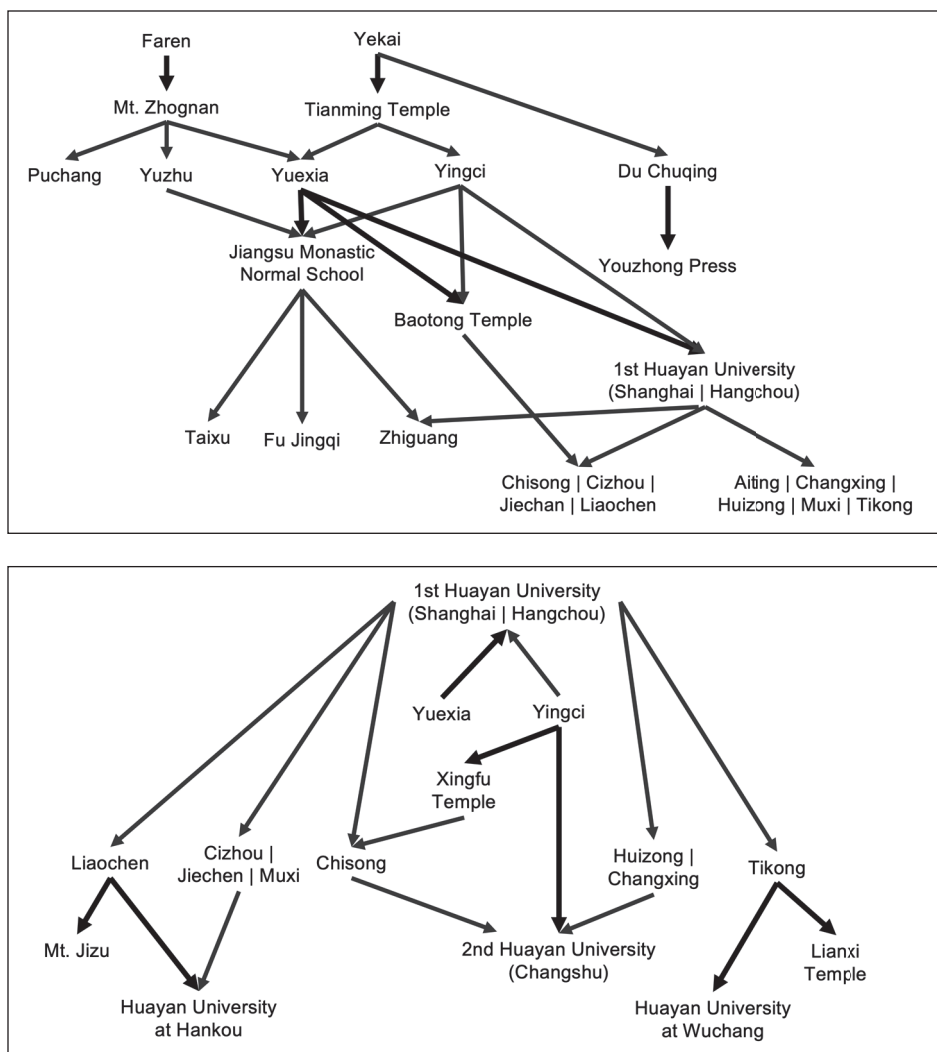 Faren
Yekai
Mt. Zhognan
Tianming Temple
Puchang
Yuzhu
Yuexia
Yingci
Du Chuqing
Jiangsu Monastic
Normal School
Youzhong Press
Baotong Temple
1st Huayan University
(Shanghai | Hangchou)
Taixu
Fu Jingqi
Zhiguang
Chisong | Cizhou |
Jiechan | Liaochen
Aiting | Changxing |
Huizong | Muxi | Tikong
1st Huayan University
(Shanghai | Hangchou)
Yuexia
Yingci
Xingfu
Temple
Liaochen
Cizhou |
Jiechen | Muxi
Chisong
Huizong |
Changxing
Tikong
Mt. Jizu
2nd Huayan University
(Changshu)
Lianxi
Temple
Huayan University
at Hankou
Huayan University
at Wuchang